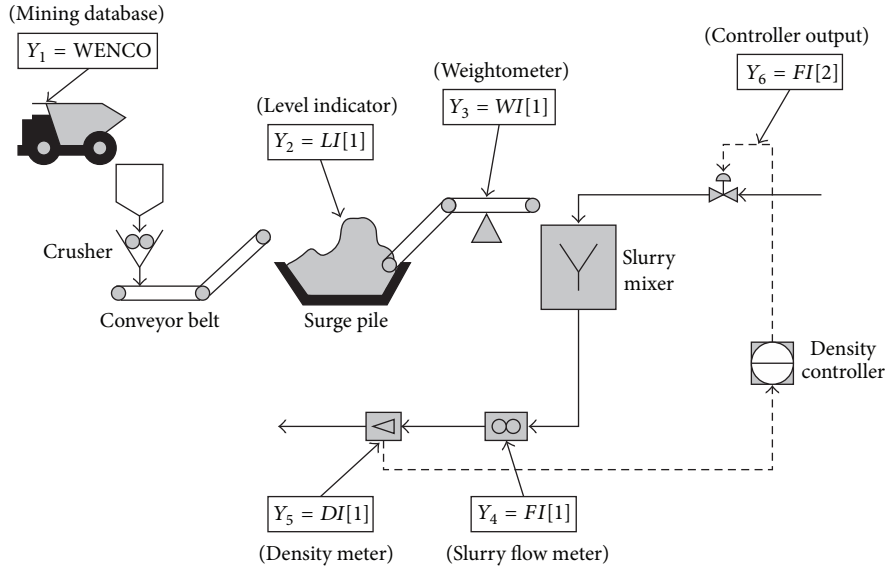 (Mining database)
Y₁ = WENCO
(Controller output)
Y₆ = FI[2]
(Weightometer)
Y₃ = WI[1]
(Level indicator)
Y₂ = LI[1]
Crusher
Conveyor belt
Surge pile
Slurry
mixer
Density
controller
Y₅ = DI[1]
(Density meter)
Y₄ = FI[1]
(Slurry flow meter)